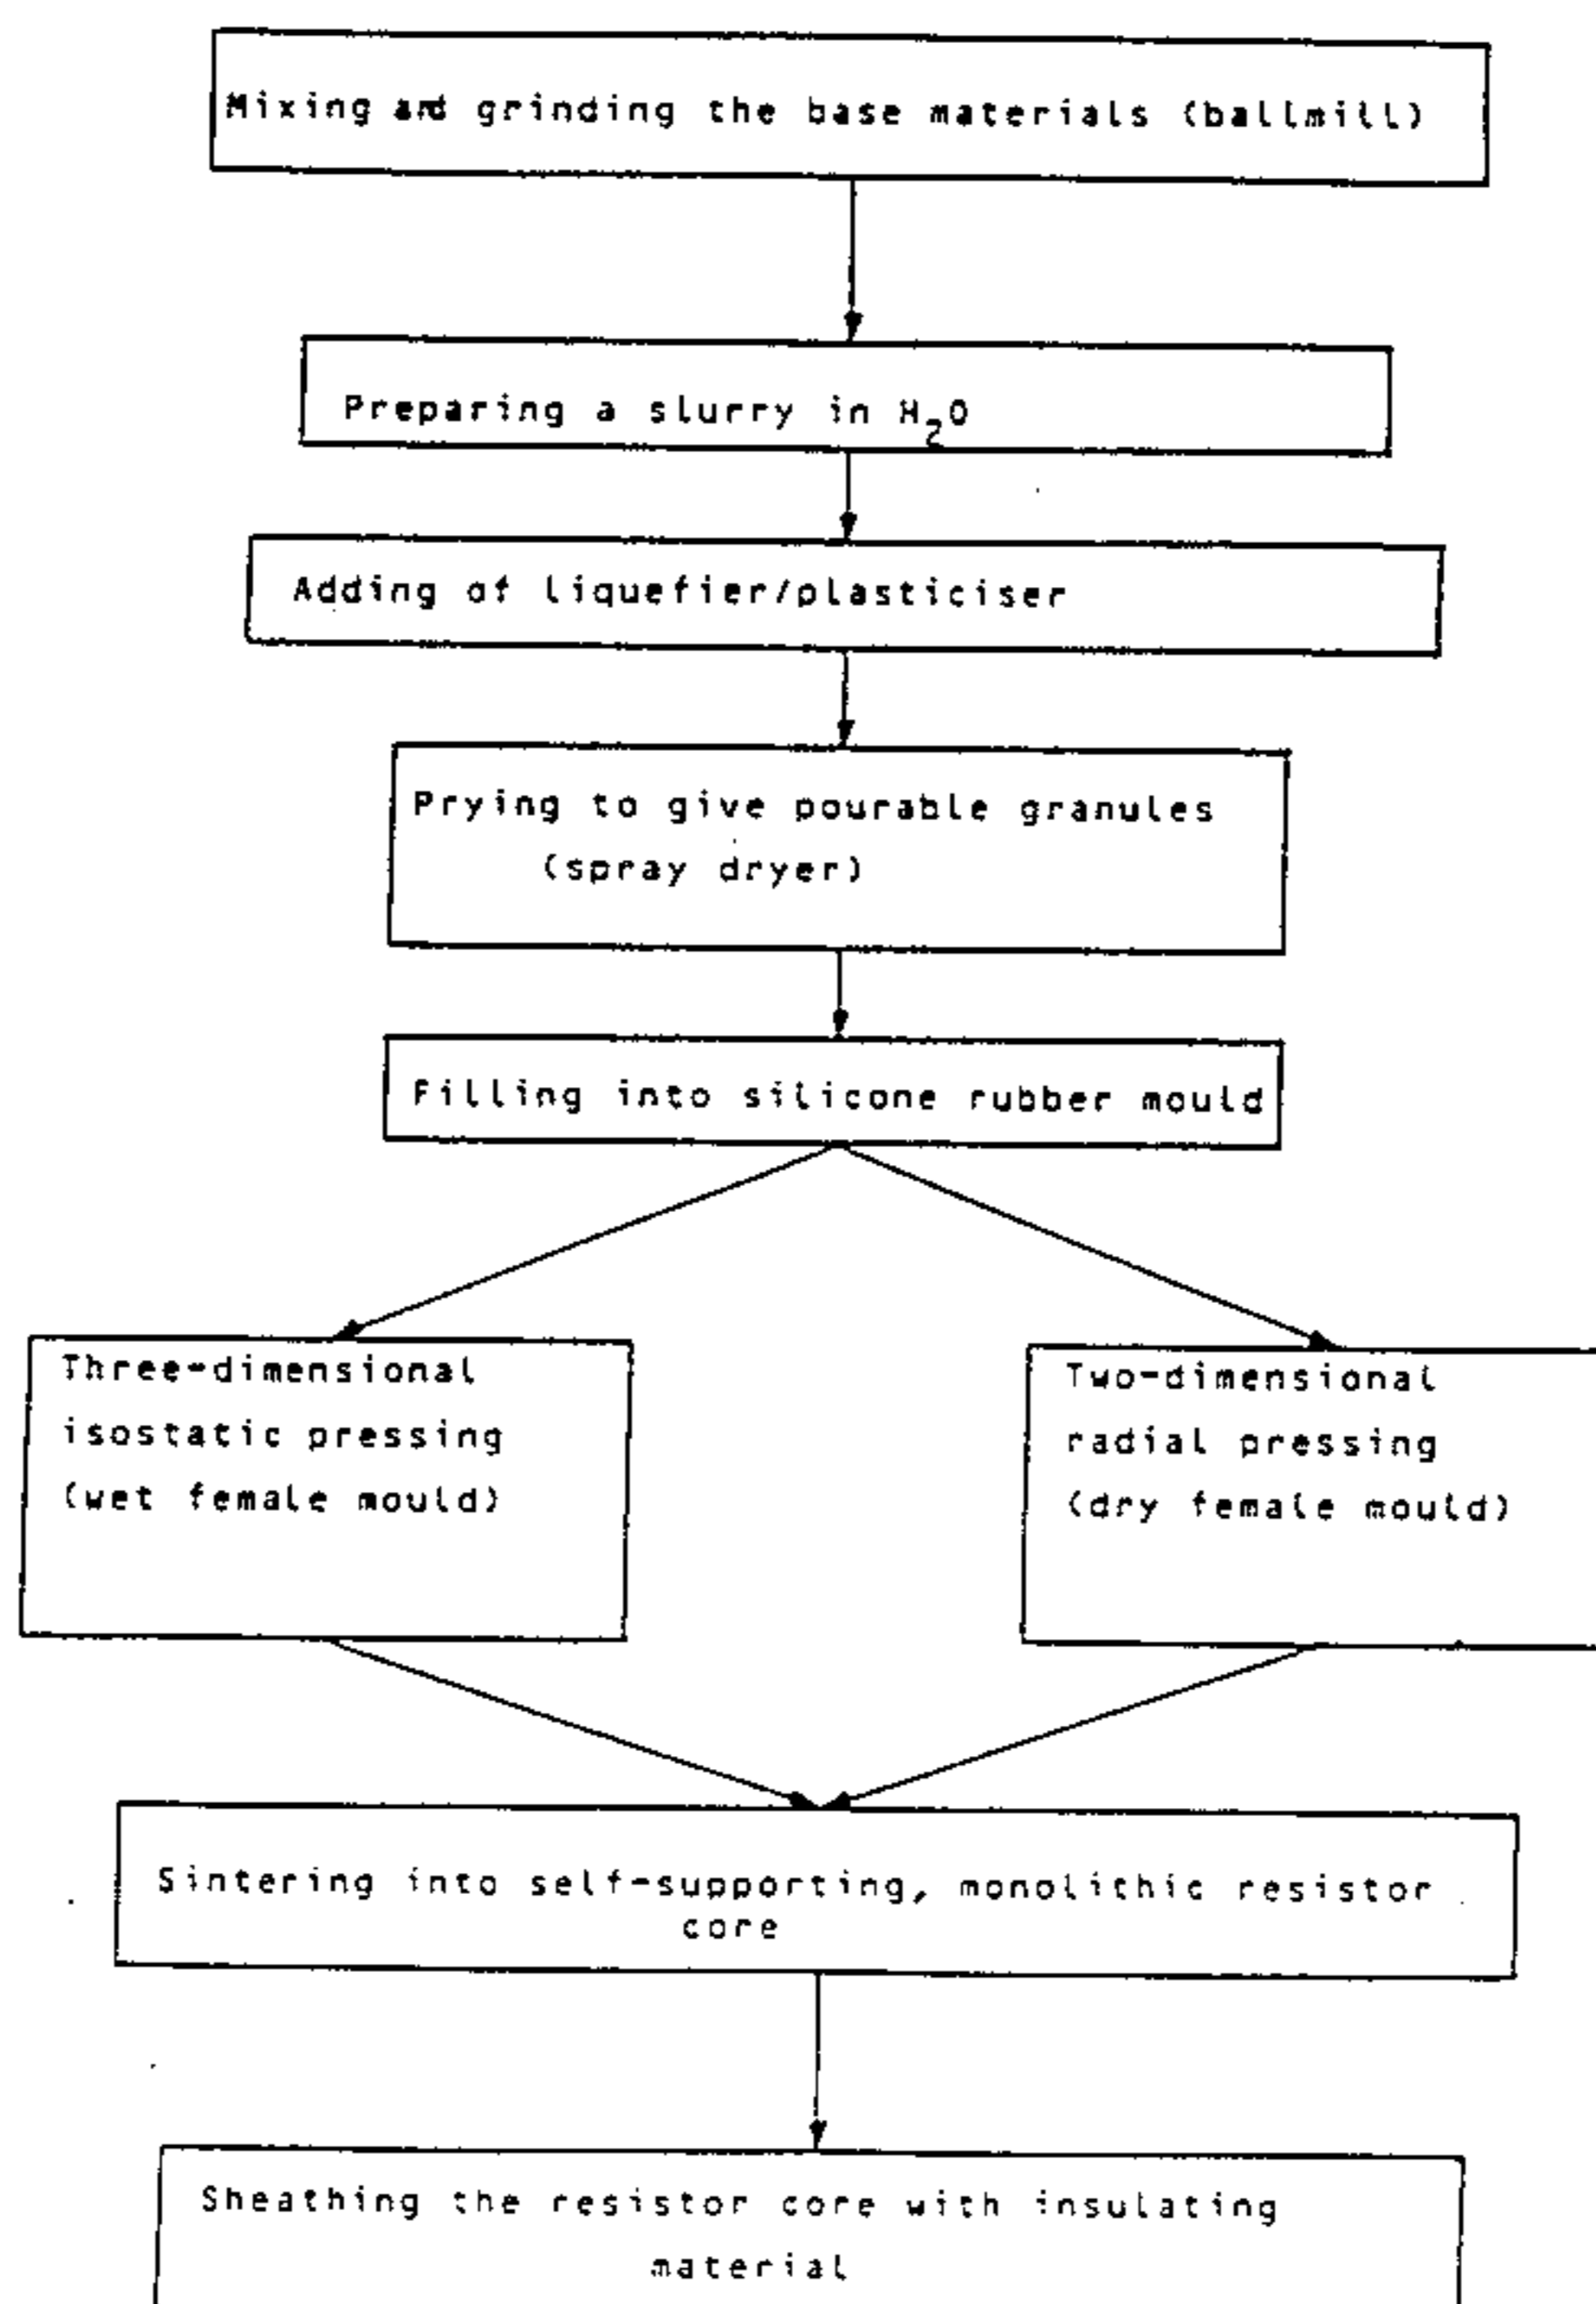 Mixing and grinding the base materials (ballmill)
Preparing a slurry in H₂O
Adding of liquefier/plasticiser
Prying to give pourable granules
(spray dryer)
Filling into silicone rubber mould
Three-dimensional
isostatic pressing
(wet female mould)
Two-dimensional
radial pressing
(dry female mould)
Sintering into self-supporting, monolithic resistor
core
Sheathing the resistor core with insulating
material